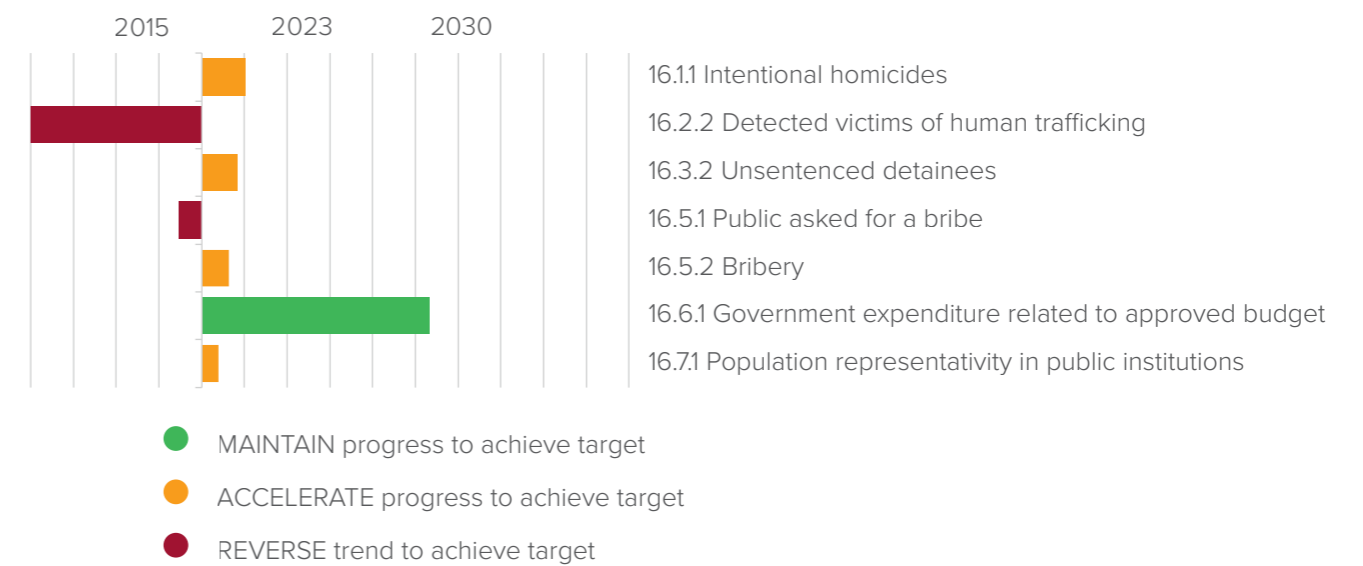 2015 2023 2030
16.1.1 Intentional homicides
16.2.2 Detected victims of human trafficking
16.3.2 Unsentenced detainees
16.5.1 Public asked for a bribe
16.5.2 Bribery
16.6.1 Government expenditure related to approved budget
16.7.1 Population representativity in public institutions
MAINTAIN progress to achieve target
ACCELERATE progress to achieve target
REVERSE trend to achieve target